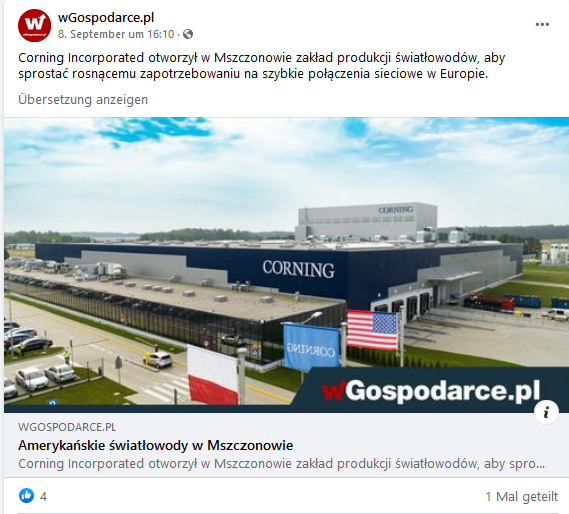 wGospodarce.pl
8. September um 16:10 ·
Corning Incorporated otworzył w Mszczonowie zakład produkcji światłowodów, aby
sprostać rosnącemu zapotrzebowaniu na szybkie połączenia sieciowe w Europie.
Übersetzung anzeigen
CORNING
CORNING
CORNING
wGospodarce.pl
WGOSPODARCE.PL
Amerykańskie światłowody w Mszczonowie
Corning Incorporated otworzył w Mszczonowie zakład produkcji światłowodów, aby spro...
4
1 Mal geteilt